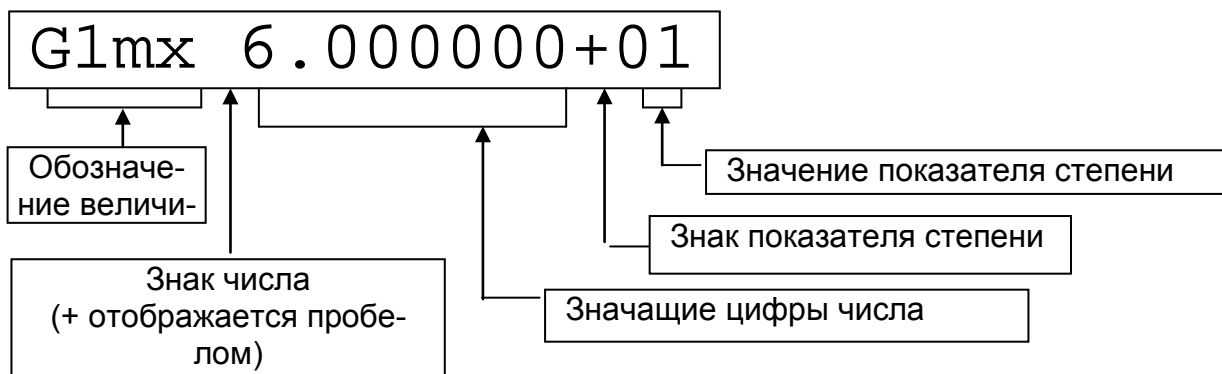 G1mx 6.000000+01
Обозначе-
ние величи-
Значение показателя степени
Знак показателя степени
Знак числа
(+ отображается пробе-
лом)
Значащие цифры числа